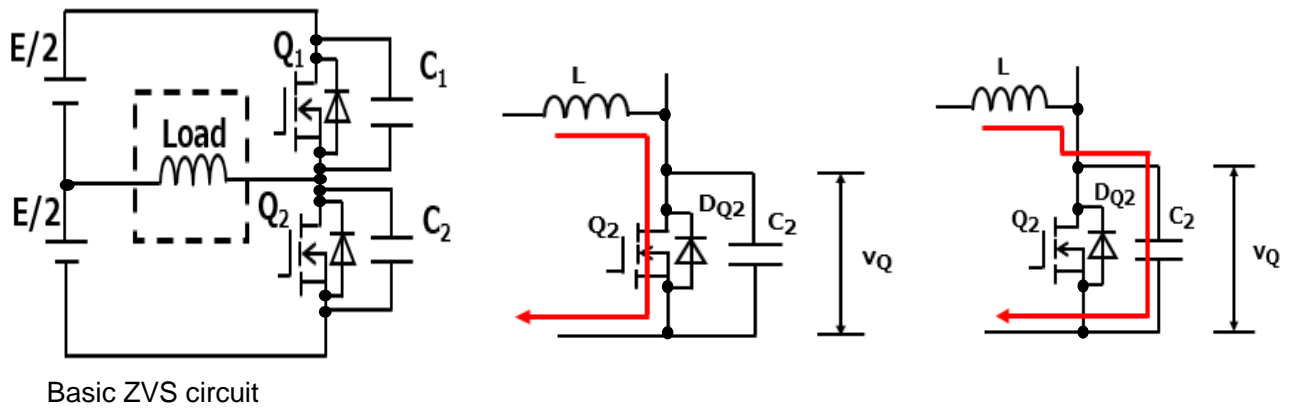 E/2
Q1
C1
Load
E/2
Q2
C2
Basic ZVS circuit
L
Q2
DQ2
C2
vQ
L
Q2
DQ2
C2
vQ